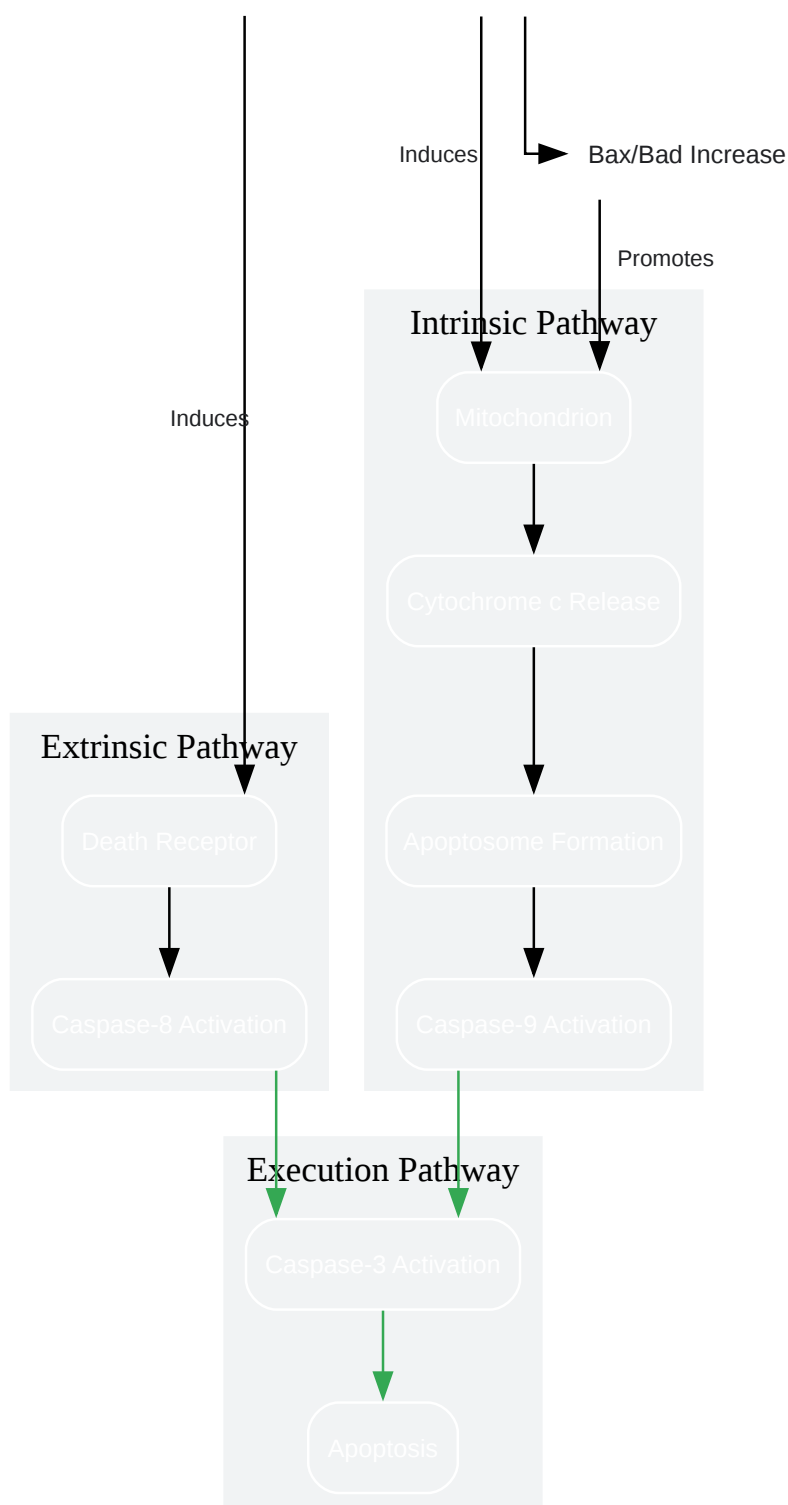 Induces
Bax/Bad Increase
Promotes
Intrinsic Pathway
Mitochondrion
Induces
Cytochrome c Release
Extrinsic Pathway
Death Receptor
Apoptosome Formation
Caspase-8 Activation
Caspase-9 Activation
Execution Pathway
Caspase-3 Activation
Apoptosis